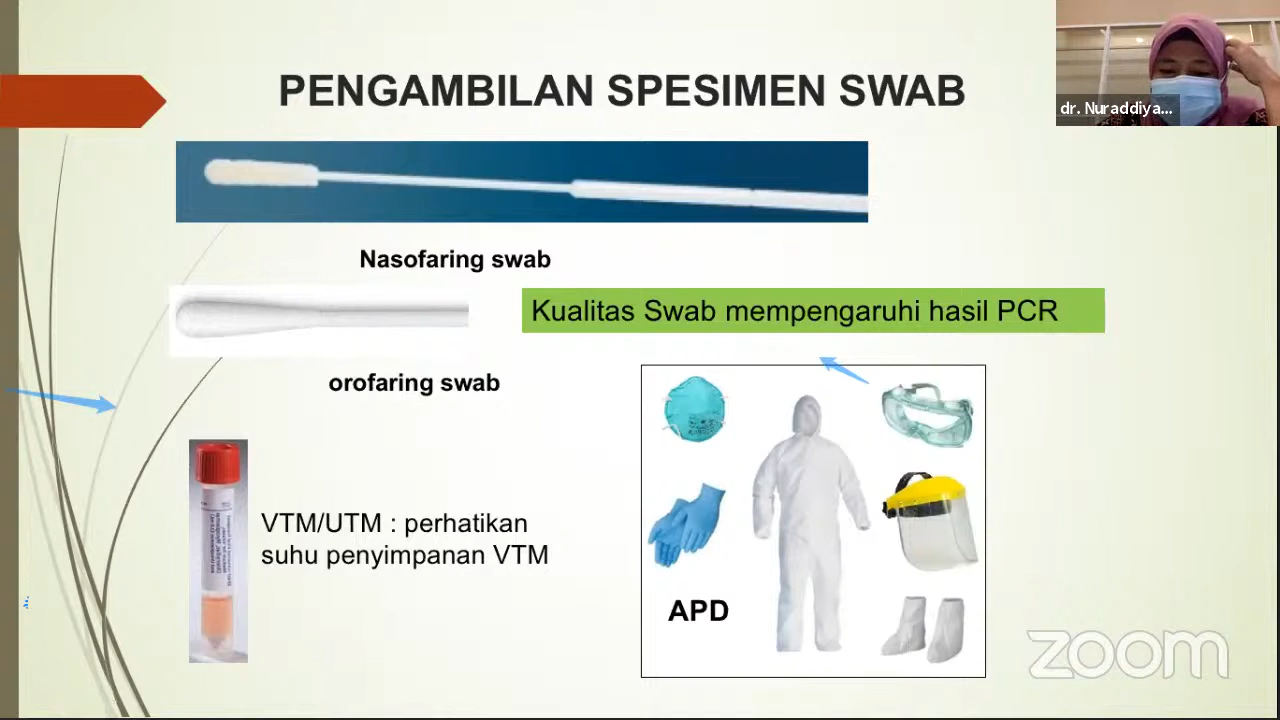 PENGAMBILAN SPESIMEN SWAB
dr. Nuraddiya...
Nasofaring swab
Kualitas Swab mempengaruhi hasil PCR
orofaring swab
VTM/UTM : perhatikan
suhu penyimpanan VTM
APD
zoom